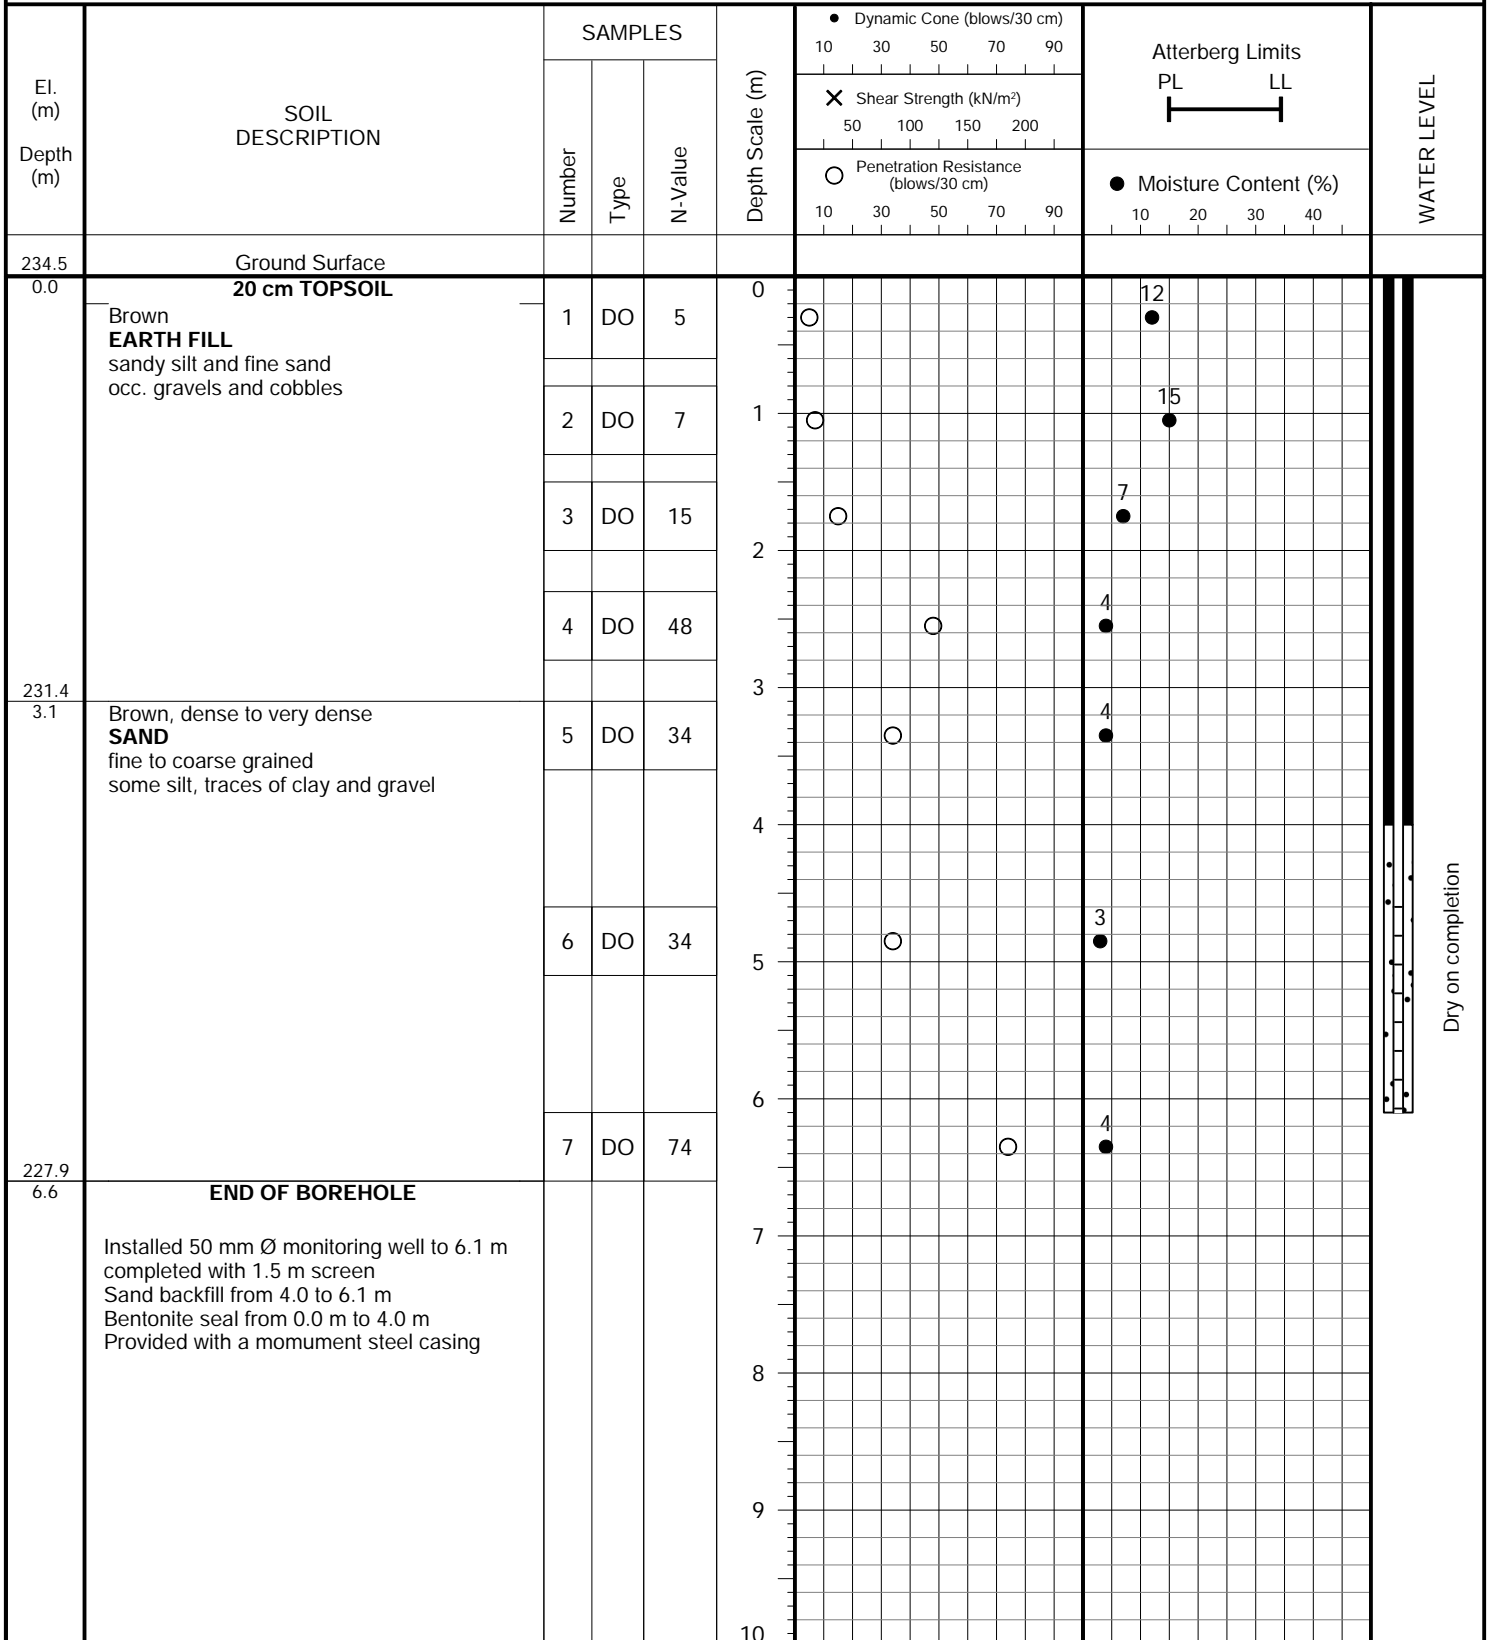 El.
(m)
Depth
(m)
SOIL
DESCRIPTION
SAMPLES
Number
Type
N-Value
Depth Scale (m)
● Dynamic Cone (blows/30 cm)
10 30 50 70 90
✕ Shear Strength (kN/m²)
50 100 150 200
○ Penetration Resistance
(blows/30 cm)
10 30 50 70 90
Atterberg Limits
PL LL
● Moisture Content (%)
10 20 30 40
WATER LEVEL
234.5 Ground Surface
0.0 20 cm TOPSOIL 0
12
Brown 1 DO 5
EARTH FILL
sandy silt and fine sand
occ. gravels and cobbles
15
2 DO 7 1
7
3 DO 15
2
4
4 DO 48
231.4 3
3.1 Brown, dense to very dense 4
SAND 5 DO 34
fine to coarse grained
some silt, traces of clay and gravel
4
Dry on completion
3
6 DO 34
5
6
4
7 DO 74
227.9
6.6 END OF BOREHOLE
7
Installed 50 mm Ø monitoring well to 6.1 m
completed with 1.5 m screen
Sand backfill from 4.0 to 6.1 m
Bentonite seal from 0.0 m to 4.0 m
Provided with a momument steel casing
8
9
10